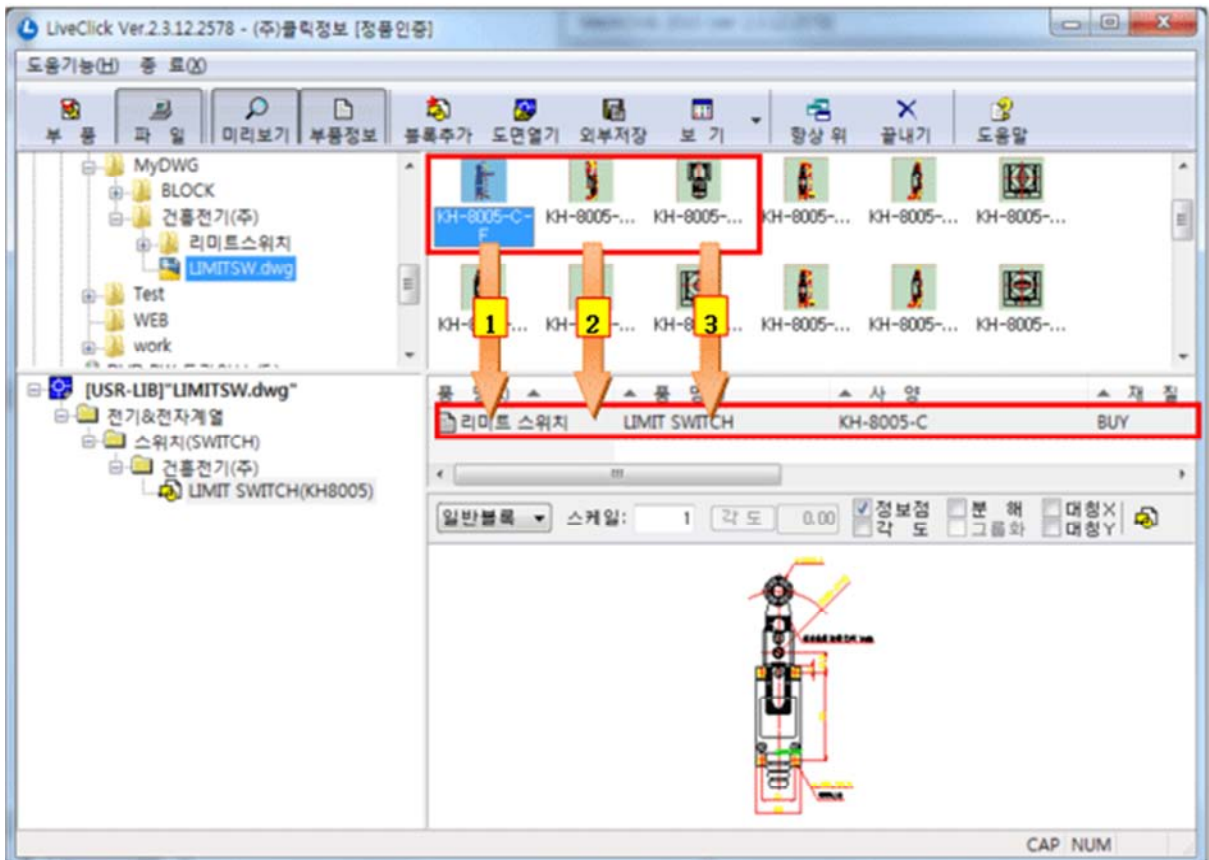 LiveClick Ver.2.3.12.2578 - (주)클릭정보 [정품인증]
도움기능(H) 종 료(X)
부 품 파 일 미리보기 부품정보 블록추가 도면열기 외부저장 보 기 항상 위 끝내기 도움말
MyDWG
BLOCK
건흥전기(주)
리미트스위치
LIMITSW.dwg
Test
WEB
work
KH-8005-C-F KH-8005-... KH-8005-... KH-8005-... KH-8005-... KH-8005-...
1 2 3
KH-8005-... KH-8005-... KH-8005-...
[USR-LIB]"LIMITSW.dwg"
전기&전자계열
스위치(SWITCH)
건흥전기(주)
LIMIT SWITCH(KH8005)
품 사 양 재 질
리미트 스위치 LIMIT SWITCH KH-8005-C BUY
일반블록 스케일: 1 각 도 0.00 정보점 분 해 대칭X
각 도 그룹화 대칭Y
CAP NUM